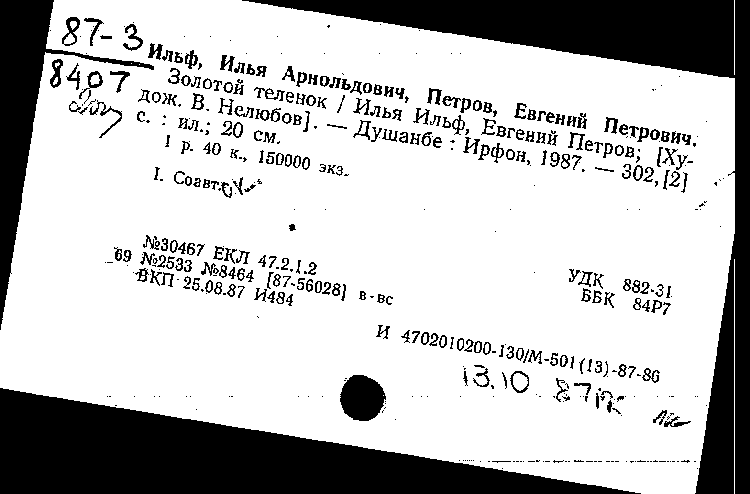 87-3
8407
Ильф, Илья Арнольдович, Петров, Евгений Петрович.
Золотой теленок / Илья Ильф, Евгений Петров; [Ху-
дож. В. Нелюбов]. — Душанбе : Ирфон, 1987. — 302, [2]
с. : ил.; 20 см.
1 р. 40 к., 150000 экз.
I. Соавт.
№30467 ЕКЛ 47.2.1.2
69 №2533 №8464 [87-56028] в-вс
ВКП 25.08.87 И484
УДК 882-31
ББК 84Р7
И 4702010200-130/М-501(13)-87-86
13.10 87